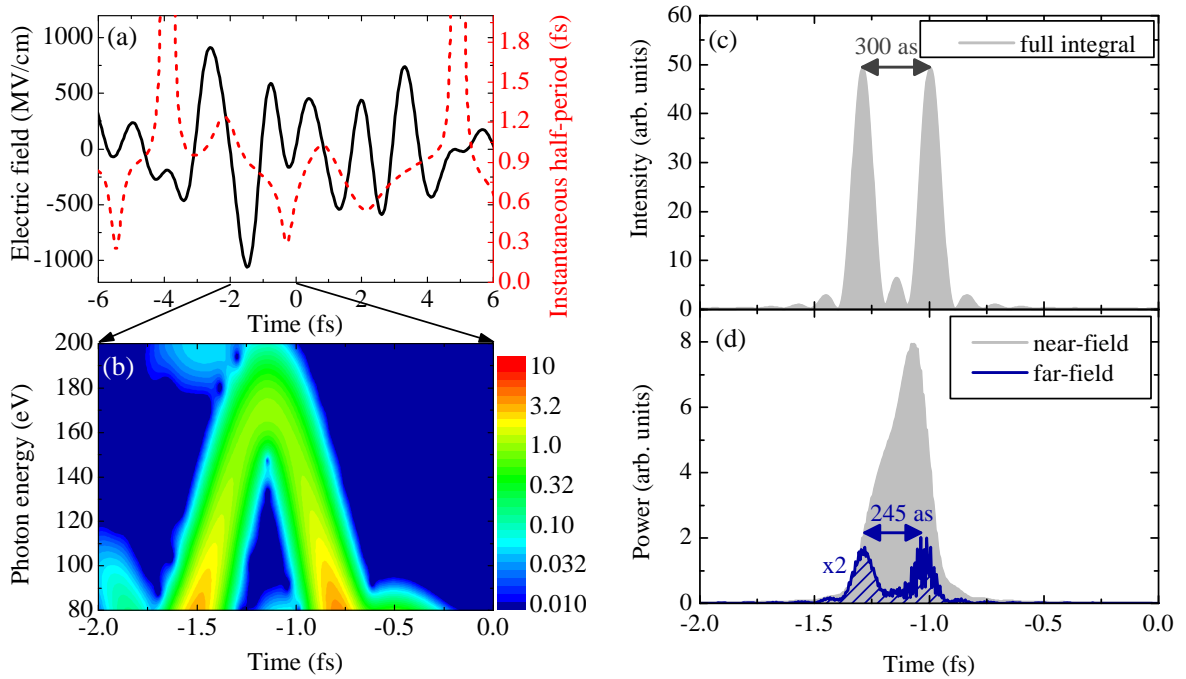 (a)
Electric field (MV/cm)
1000
500
0
-500
-1000
Instantaneous half-period (fs)
1.8
1.5
1.2
0.9
0.6
0.3
0.0
-6 -4 -2 0 2 4 6
Time (fs)
(b)
Photon energy (eV)
200
180
160
140
120
100
80
10
3.2
1.0
0.32
0.10
0.032
0.010
-2.0 -1.5 -1.0 -0.5 0.0
Time (fs)
(c)
full integral
300 as
Intensity (arb. units)
60
50
40
30
20
10
0
(d)
near-field
far-field
245 as
x2
Power (arb. units)
8
6
4
2
0
-2.0 -1.5 -1.0 -0.5 0.0
Time (fs)